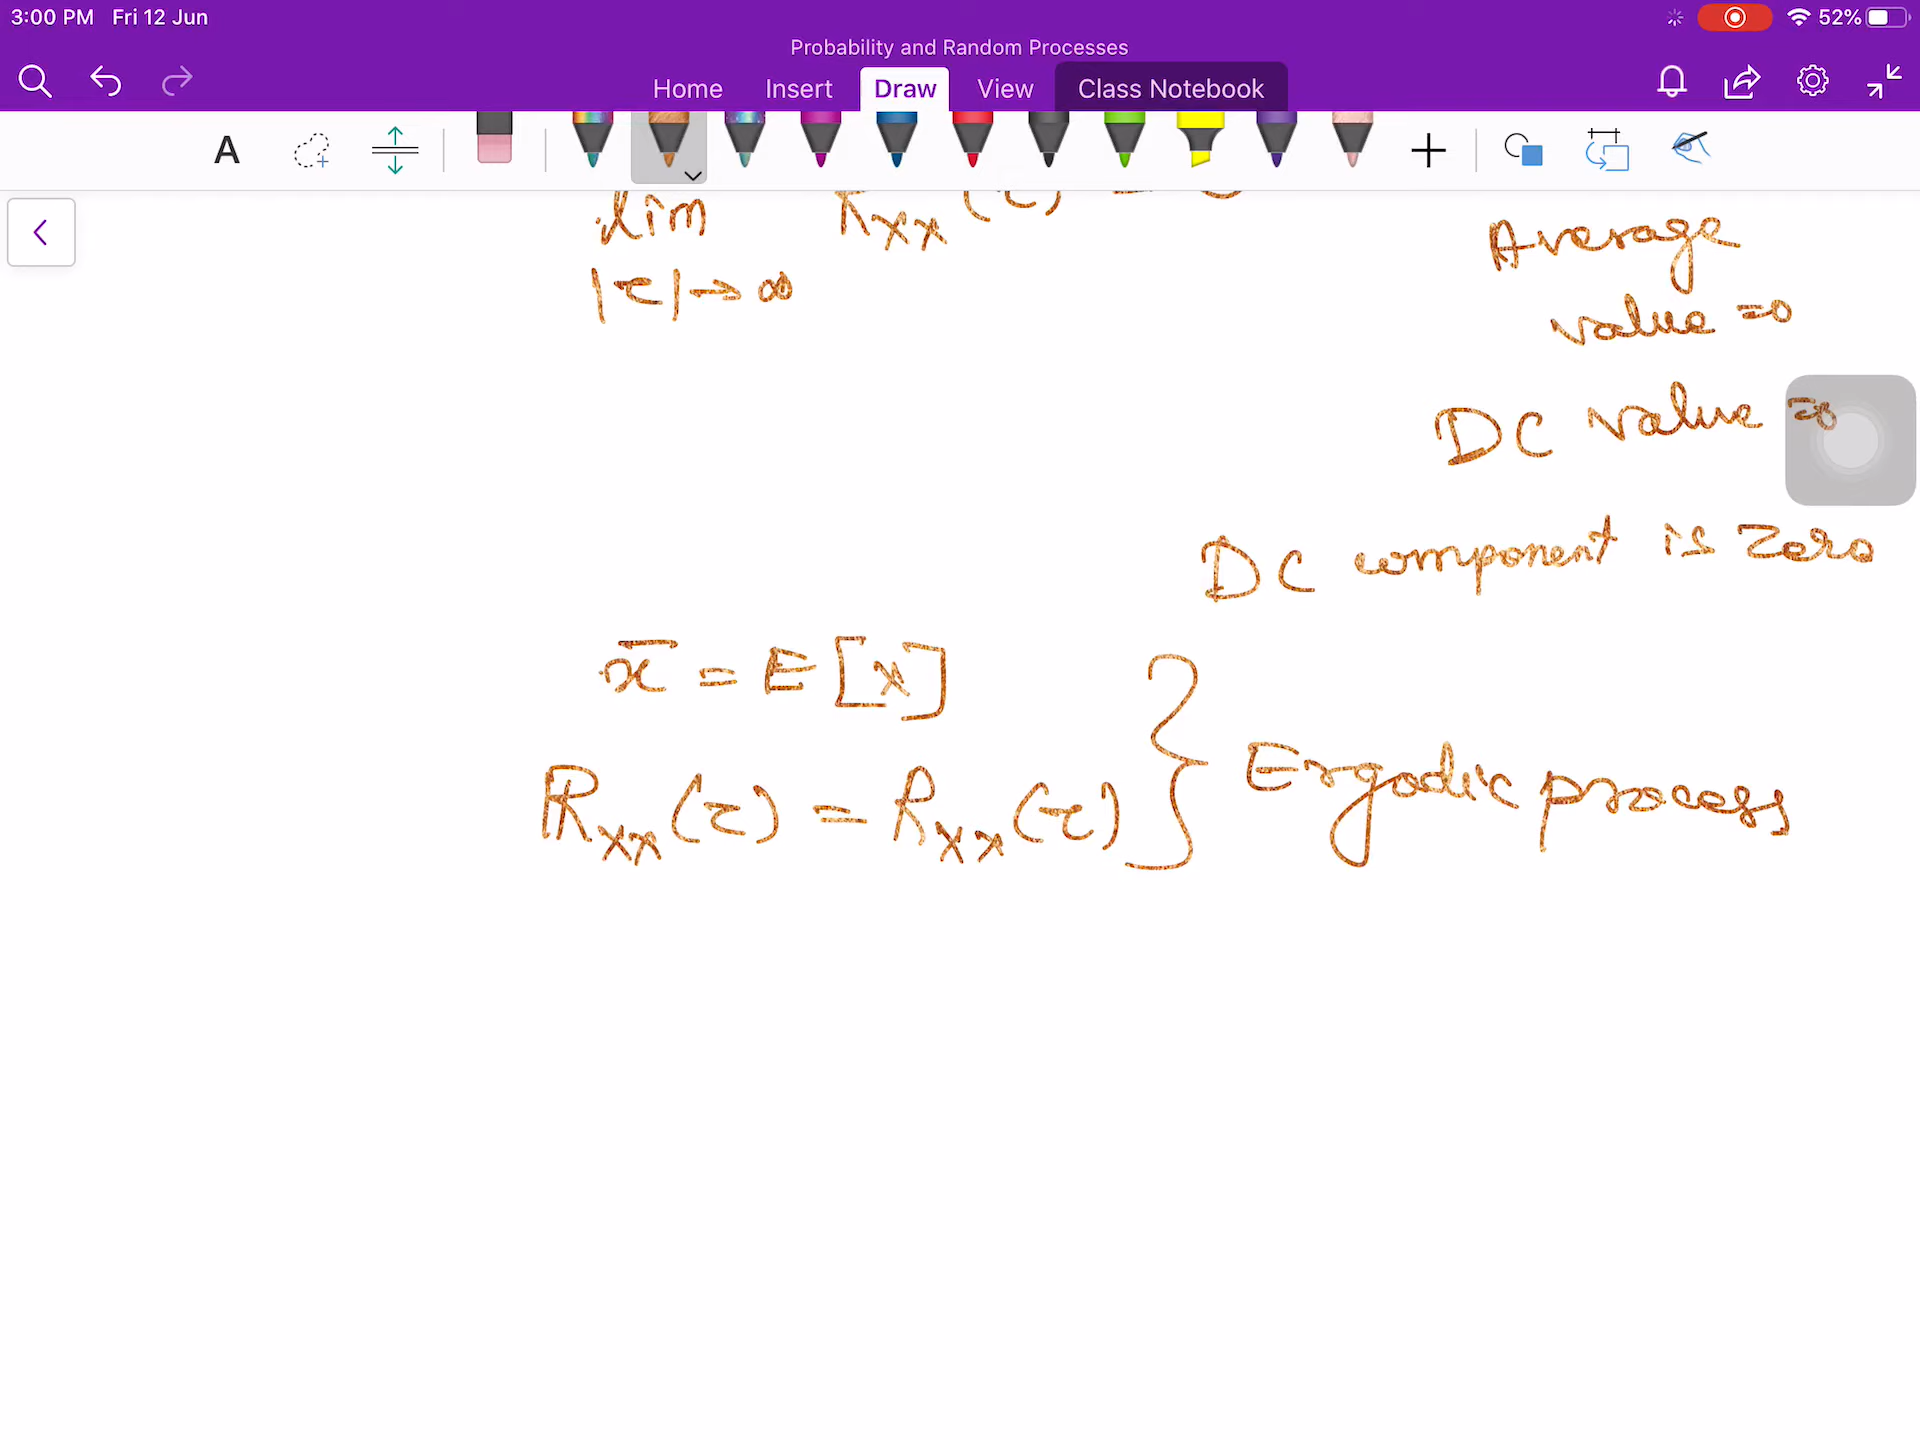 3:00 PM Fri 12 Jun 52%
Probability and Random Processes
Home Insert Draw View Class Notebook
A
lim Rxx(τ) =
|τ|→∞
Average
value =0
DC value =0
DC component is zero
x̄ = E[x]
ℝxx(τ) = Rxx(τ) } Ergodic process